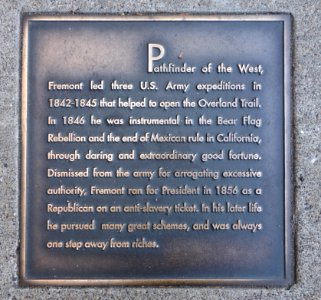 Pathfinder of the West,
Fremont led three U.S. Army expeditions in
1842-1845 that helped to open the Overland Trail.
In 1846 he was instrumental in the Bear Flag
Rebellion and the end of Mexican rule in California,
through daring and extraordinary good fortune.
Dismissed from the army for arrogating excessive
authority, Fremont ran for President in 1856 as a
Republican on an anti-slavery ticket. In his later life
he pursued many great schemes, and was always
one step away from riches.